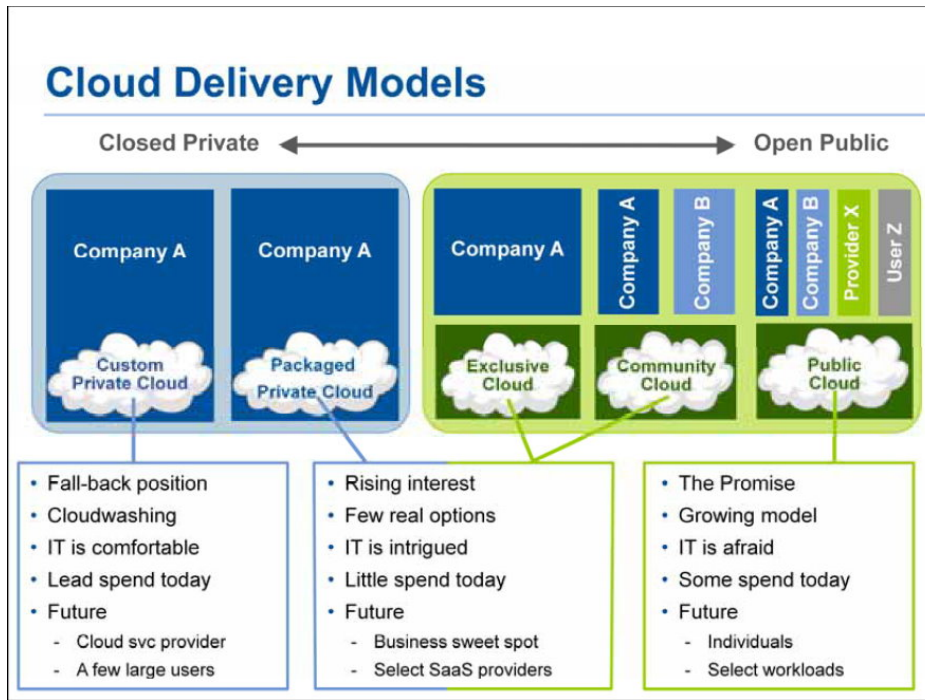 Cloud Delivery Models
Closed Private
Open Public
Company A
Company A
Company A
Company A
Company B
Company A
Company B
Provider X
User Z
Custom
Private Cloud
Packaged
Private Cloud
Exclusive
Cloud
Community
Cloud
Public
Cloud
• Fall-back position
• Cloudwashing
• IT is comfortable
• Lead spend today
• Future
- Cloud svc provider
- A few large users
• Rising interest
• Few real options
• IT is intrigued
• Little spend today
• Future
- Business sweet spot
- Select SaaS providers
• The Promise
• Growing model
• IT is afraid
• Some spend today
• Future
- Individuals
- Select workloads